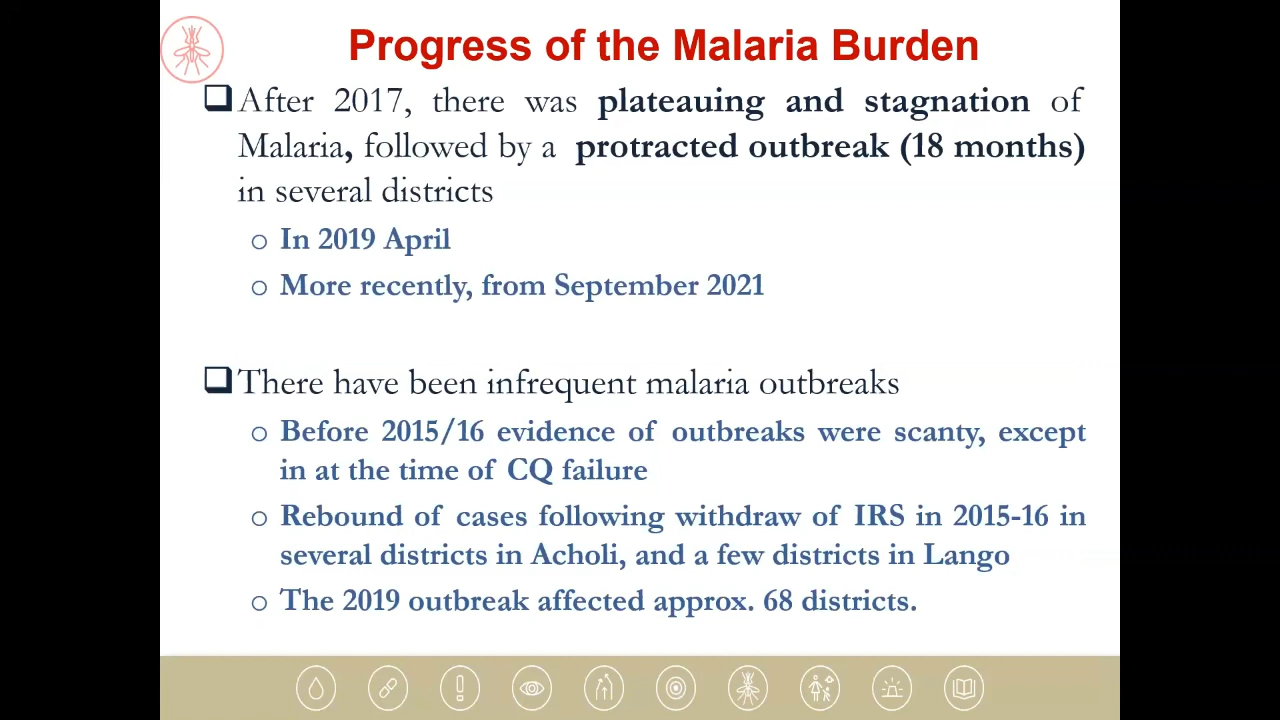 Progress of the Malaria Burden
After 2017, there was plateauing and stagnation of
Malaria, followed by a protracted outbreak (18 months)
in several districts
In 2019 April
More recently, from September 2021
There have been infrequent malaria outbreaks
Before 2015/16 evidence of outbreaks were scanty, except
in at the time of CQ failure
Rebound of cases following withdraw of IRS in 2015-16 in
several districts in Acholi, and a few districts in Lango
The 2019 outbreak affected approx. 68 districts.